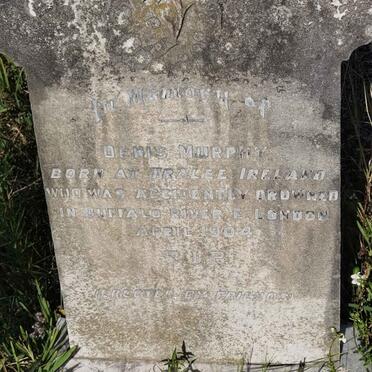 IN MEMORY OF
DENIS MURPHY
BORN AT TRALEE IRELAND
WHO WAS ACCIDENTLY DROWNED
IN BUFFALO RIVER E. LONDON
APRIL 1904
R.I.P.
ERECTED BY FRIENDS